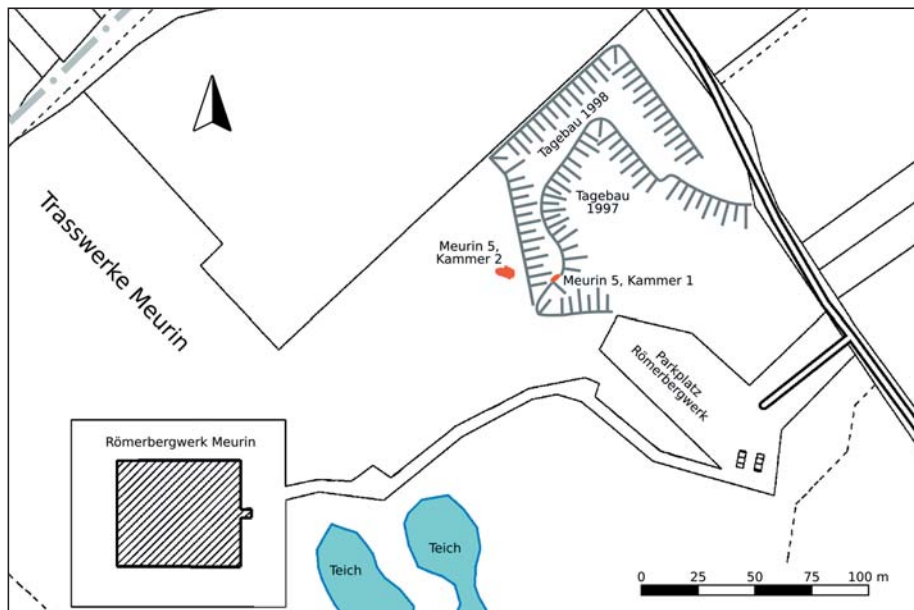 Tagebau 1998
Tagebau
1997
Trasswerke Meurin
Meurin 5,
Kammer 2
Meurin 5, Kammer 1
Parkplatz
Römerbergwerk
Römerbergwerk Meurin
Teich
Teich
0 25 50 75 100 m